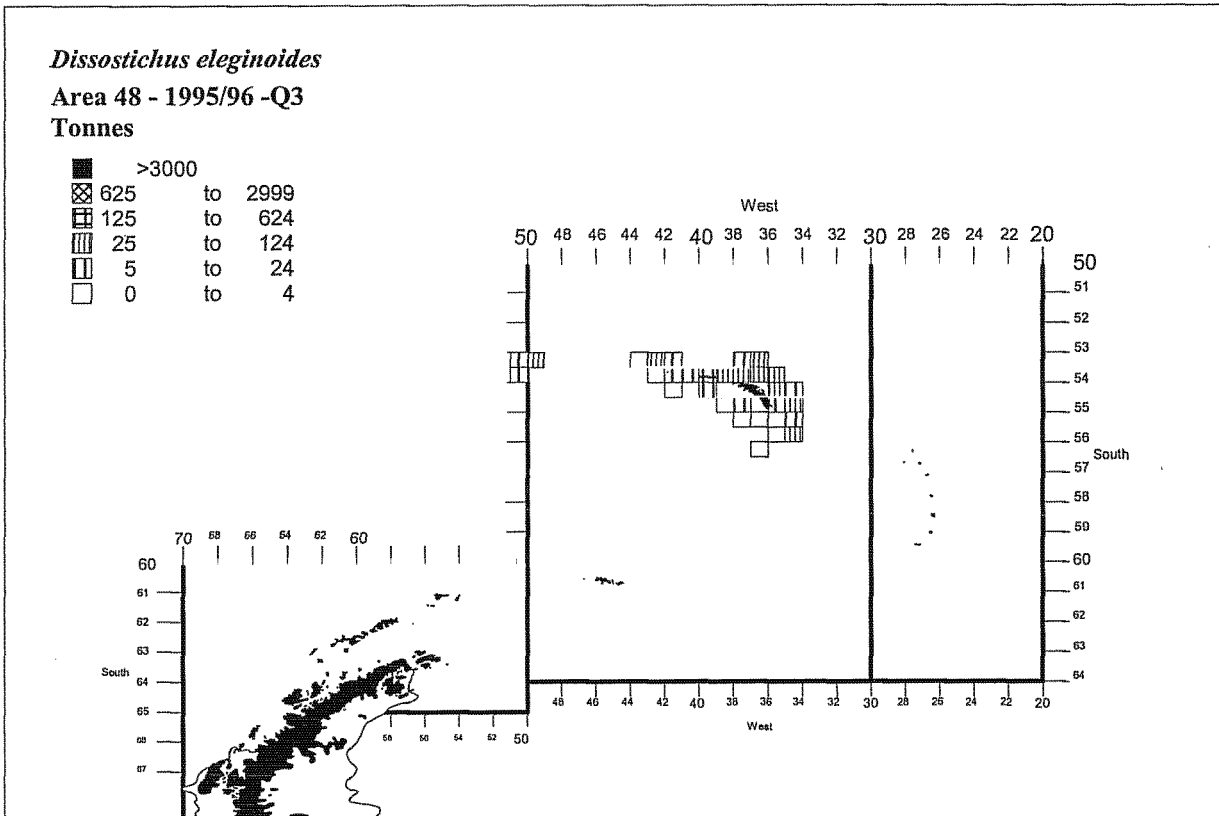 Dissostichus eleginoides
Area 48 - 1995/96 -Q3
Tonnes
>3000
625 to 2999
125 to 624
25 to 124
5 to 24
0 to 4
West
50 48 46 44 42 40 38 36 34 32 30 28 26 24 22 20
50
51
52
53
54
55
56
South
57
58
59
60
61
62
63
64
48 46 44 42 40 38 36 34 32 30 28 26 24 22 20
West
70 68 66 64 62 60
60
61
62
63
South
64
65
67
54 52 50